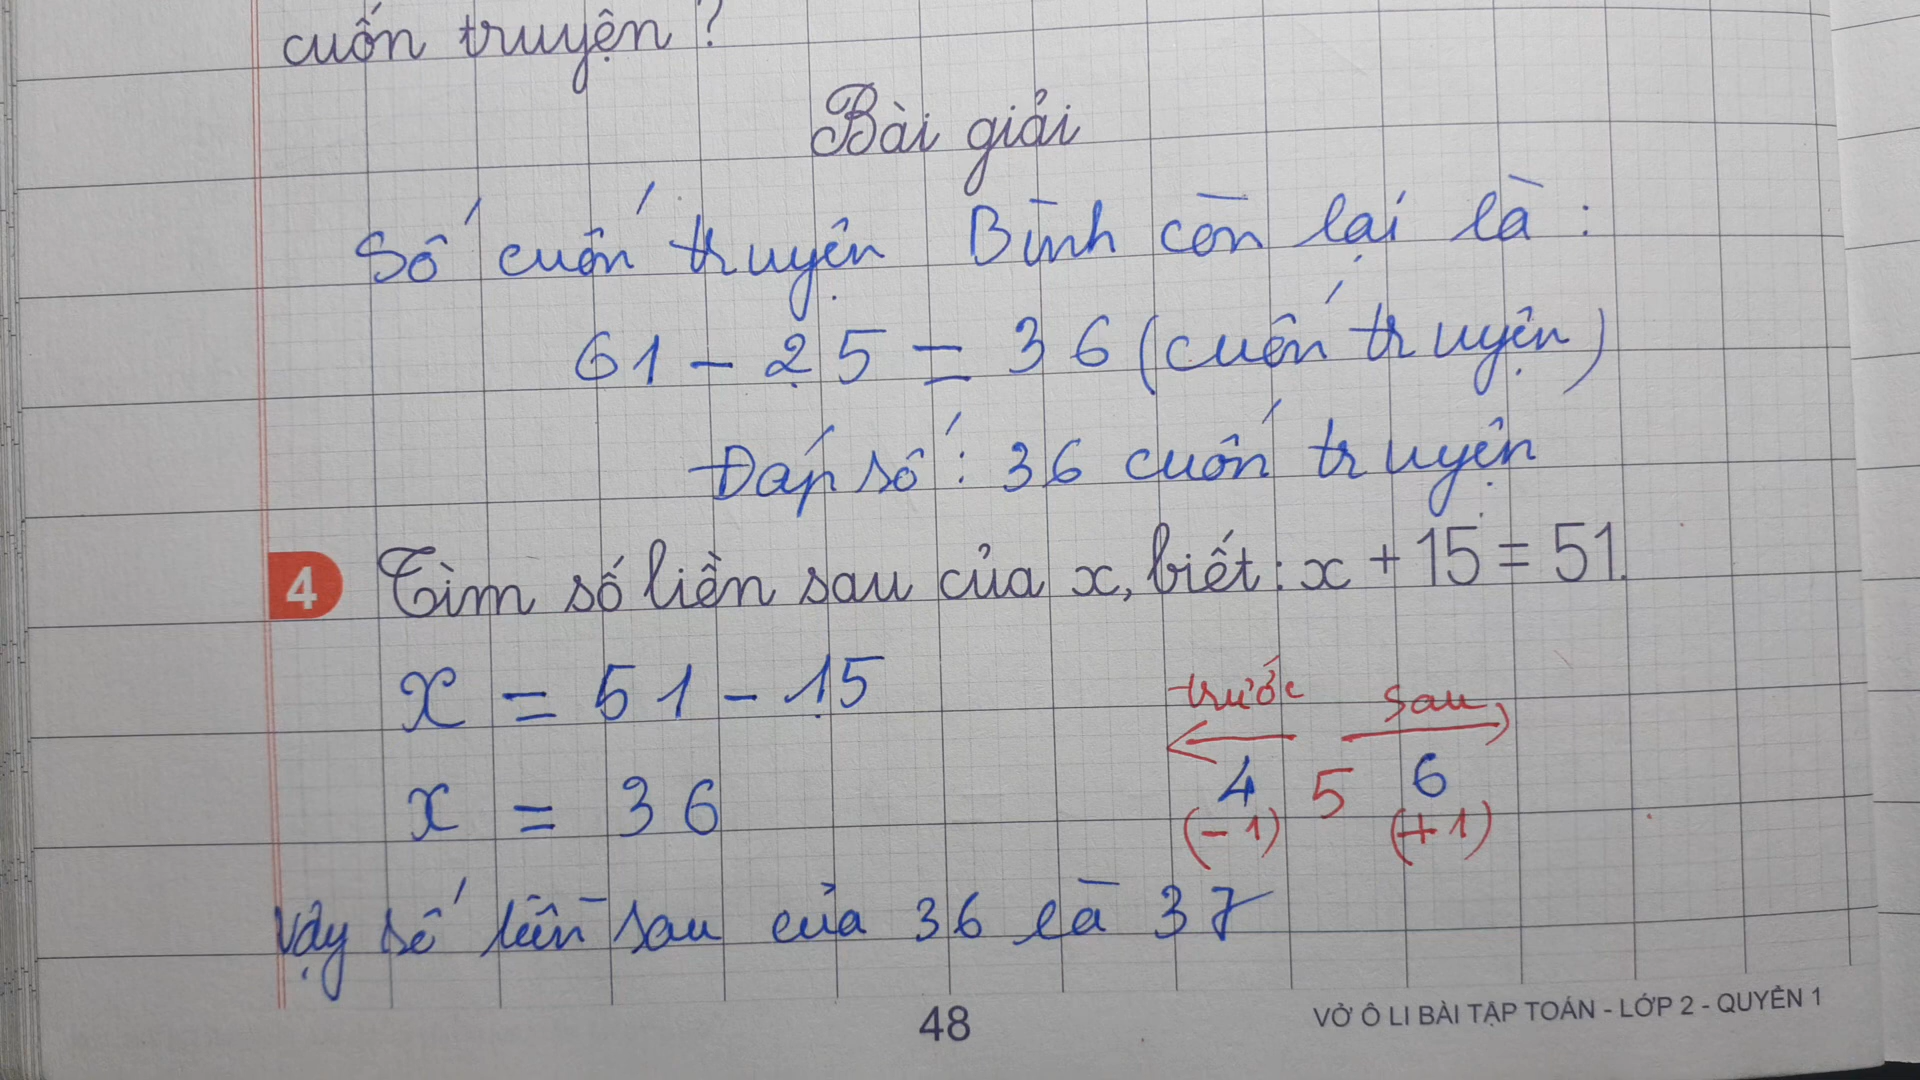 cuốn truyện?
Bài giải
Số cuốn truyện Bình còn lại là:
61 - 25 = 36 (cuốn truyện)
Đáp số: 36 cuốn truyện
4 Tìm số liền sau của x, biết: x + 15 = 51.
x = 51 - 15
trước sau
x = 36
4 5 6
(-1) (+1)
Vậy số liền sau của 36 là 37
48
VỞ Ô LI BÀI TẬP TOÁN - LỚP 2 - QUYỂN 1